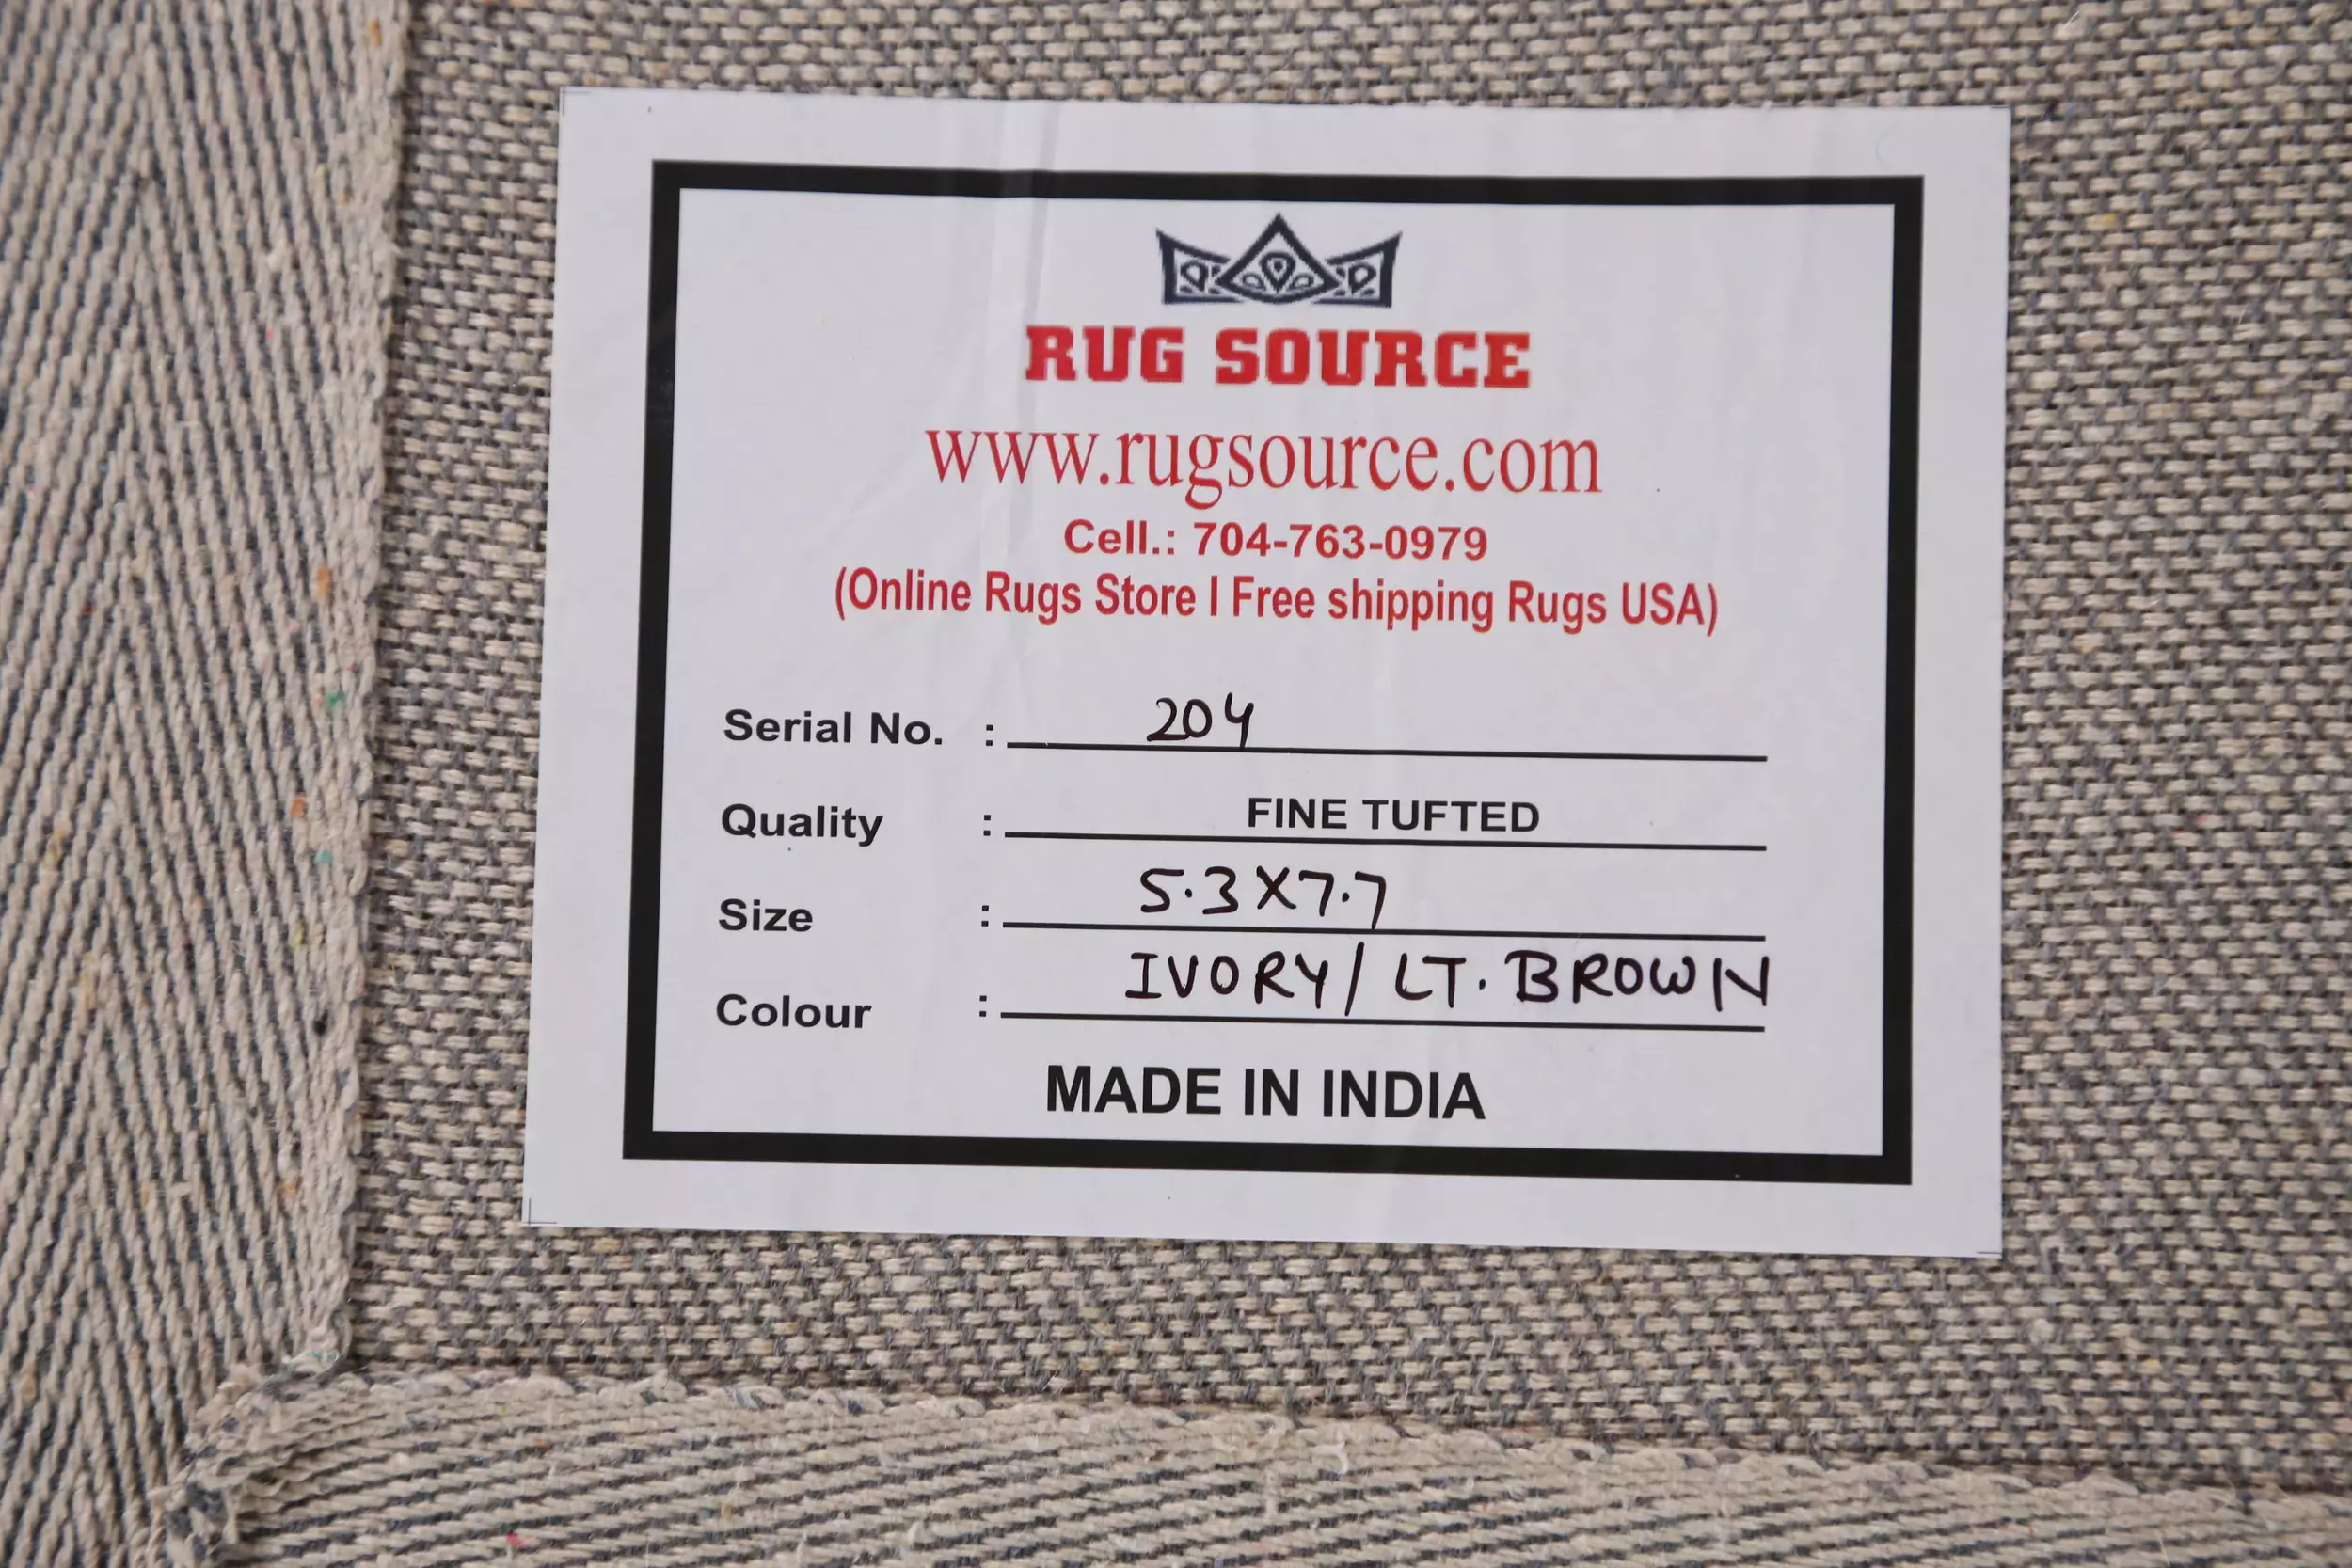 RUG SOURCE
www.rugsource.com
Cell.: 704-763-0979
(Online Rugs Store I Free shipping Rugs USA)
Serial No. : 204
Quality : FINE TUFTED
Size : 5.3X7.7
Colour : IVORY/ LT. BROWN
MADE IN INDIA